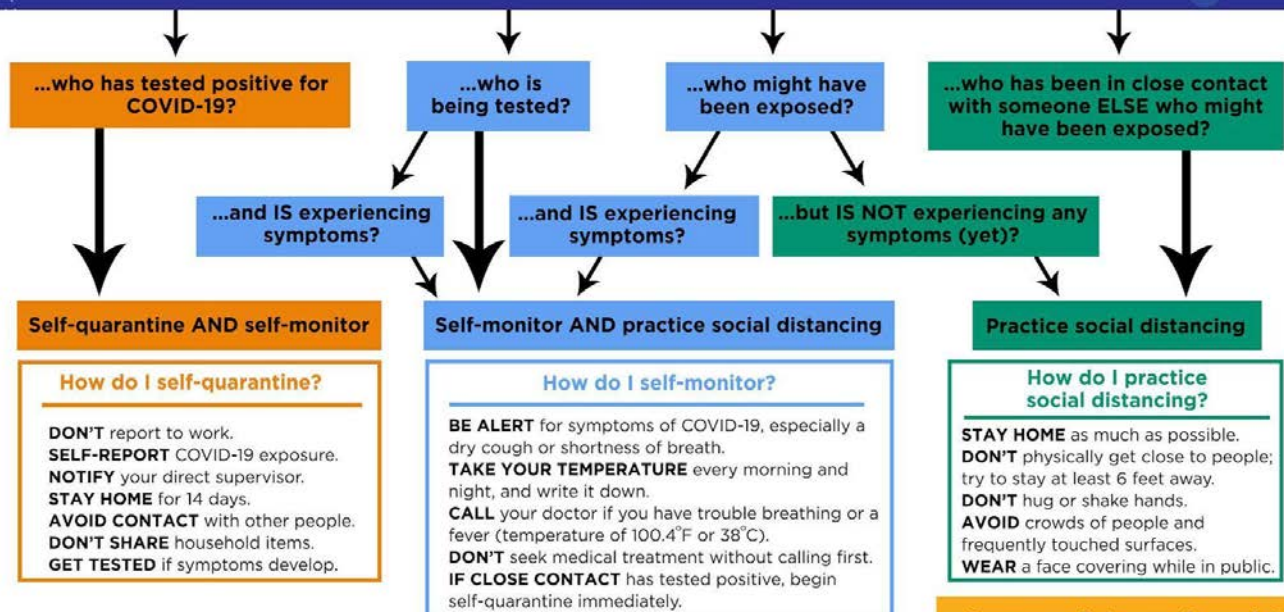 ...who has tested positive for
COVID-19?
...who is
being tested?
...who might have
been exposed?
...who has been in close contact
with someone ELSE who might
have been exposed?
...and IS experiencing
symptoms?
...and IS experiencing
symptoms?
...but IS NOT experiencing any
symptoms (yet)?
Self-quarantine AND self-monitor
How do I self-quarantine?
DON'T report to work.
SELF-REPORT COVID-19 exposure.
NOTIFY your direct supervisor.
STAY HOME for 14 days.
AVOID CONTACT with other people.
DON'T SHARE household items.
GET TESTED if symptoms develop.
Self-monitor AND practice social distancing
How do I self-monitor?
BE ALERT for symptoms of COVID-19, especially a
dry cough or shortness of breath.
TAKE YOUR TEMPERATURE every morning and
night, and write it down.
CALL your doctor if you have trouble breathing or a
fever (temperature of 100.4°F or 38°C).
DON'T seek medical treatment without calling first.
IF CLOSE CONTACT has tested positive, begin
self-quarantine immediately.
Practice social distancing
How do I practice
social distancing?
STAY HOME as much as possible.
DON'T physically get close to people;
try to stay at least 6 feet away.
DON'T hug or shake hands.
AVOID crowds of people and
frequently touched surfaces.
WEAR a face covering while in public.